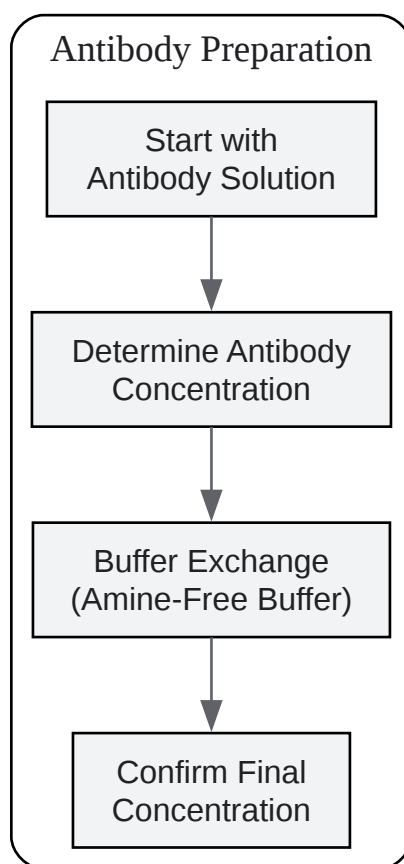 Antibody Preparation
Start with
Antibody Solution
Determine Antibody
Concentration
Buffer Exchange
(Amine-Free Buffer)
Confirm Final
Concentration